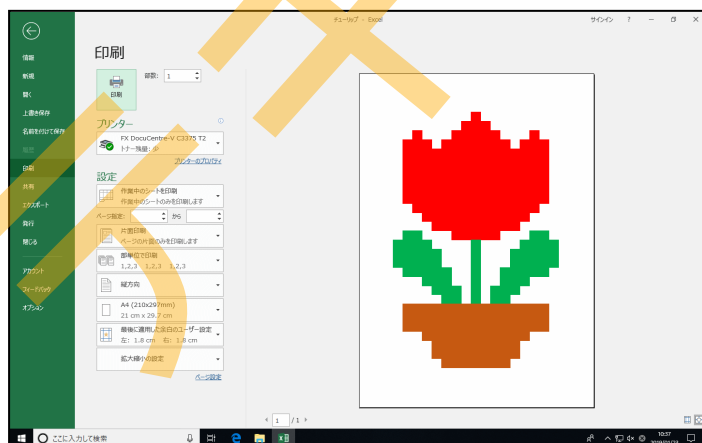 チューリップ - Excel
サインイン ?
情報
新規
開く
上書き保存
名前を付けて保存
履歴
印刷
共有
エクスポート
発行
閉じる
アカウント
フィードバック
オプション
印刷
部数: 1
印刷
プリンター
FX DocuCentre-V C3375 T2
トナー残量: 少
プリンターのプロパティ
設定
作業中のシートを印刷
作業中のシートのみを印刷します
ページ指定: から
片面印刷
ページの片面のみを印刷します
部単位で印刷
1,2,3 1,2,3 1,2,3
縦方向
A4 (210x297mm)
21 cm x 29.7 cm
最後に適用した余白のユーザー設定
左: 1.8 cm 右: 1.8 cm
拡大縮小の設定
ページ設定
1 / 1
ここに入力して検索
10:37